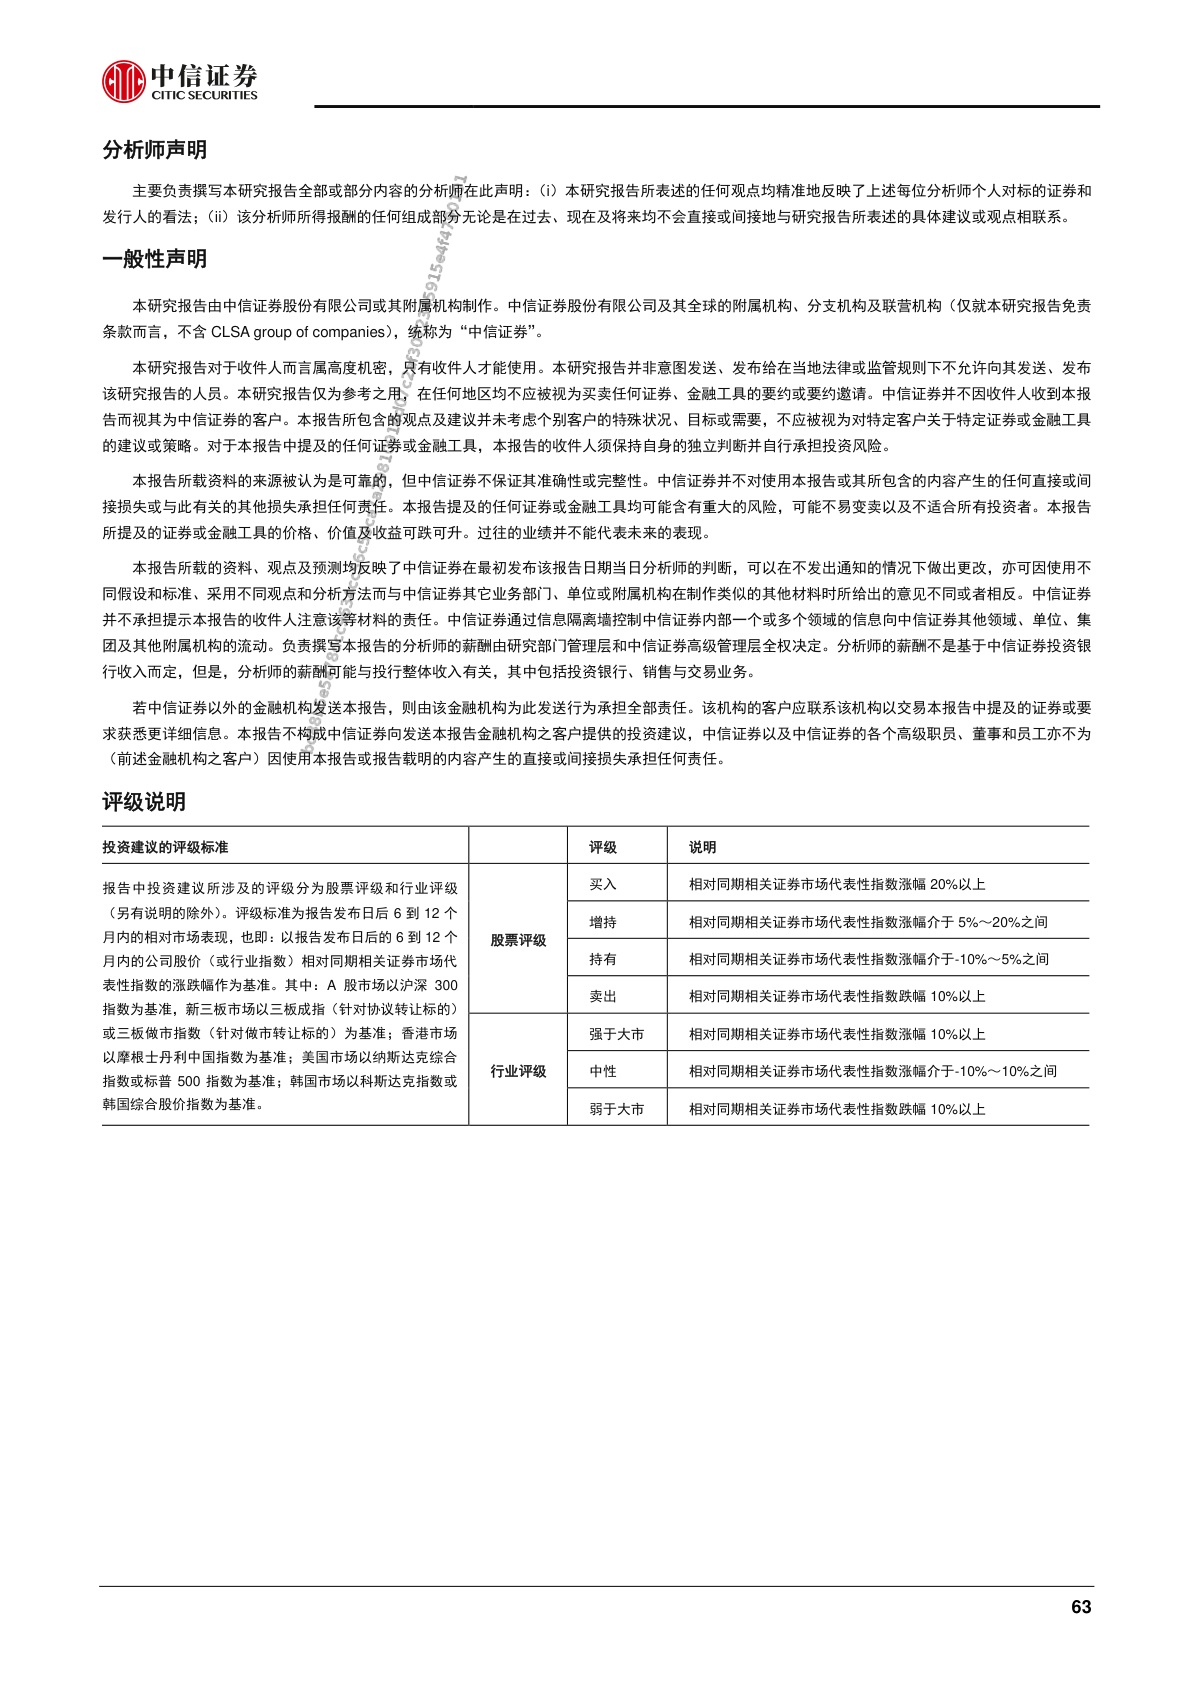 中信证券
CITIC SECURITIES
分析师声明
主要负责撰写本研究报告全部或部分内容的分析师在此声明：（i）本研究报告所表述的任何观点均精准地反映了上述每位分析师个人对标的证券和
发行人的看法；（ii）该分析师所得报酬的任何组成部分无论是在过去、现在及将来均不会直接或间接地与研究报告所表述的具体建议或观点相联系。
一般性声明
本研究报告由中信证券股份有限公司或其附属机构制作。中信证券股份有限公司及其全球的附属机构、分支机构及联营机构（仅就本研究报告免责
条款而言，不含 CLSA group of companies），统称为“中信证券”。
本研究报告对于收件人而言属高度机密，只有收件人才能使用。本研究报告并非意图发送、发布给在当地法律或监管规则下不允许向其发送、发布
该研究报告的人员。本研究报告仅为参考之用，在任何地区均不应被视为买卖任何证券、金融工具的要约或要约邀请。中信证券并不因收件人收到本报
告而视其为中信证券的客户。本报告所包含的观点及建议并未考虑个别客户的特殊状况、目标或需要，不应被视为对特定客户关于特定证券或金融工具
的建议或策略。对于本报告中提及的任何证券或金融工具，本报告的收件人须保持自身的独立判断并自行承担投资风险。
本报告所载资料的来源被认为是可靠的，但中信证券不保证其准确性或完整性。中信证券并不对使用本报告或其所包含的内容产生的任何直接或间
接损失或与此有关的其他损失承担任何责任。本报告提及的任何证券或金融工具均可能含有重大的风险，可能不易变卖以及不适合所有投资者。本报告
所提及的证券或金融工具的价格、价值及收益可跌可升。过往的业绩并不能代表未来的表现。
本报告所载的资料、观点及预测均反映了中信证券在最初发布该报告日期当日分析师的判断，可以在不发出通知的情况下做出更改，亦可因使用不
同假设和标准、采用不同观点和分析方法而与中信证券其它业务部门、单位或附属机构在制作类似的其他材料时所给出的意见不同或者相反。中信证券
并不承担提示本报告的收件人注意该等材料的责任。中信证券通过信息隔离墙控制中信证券内部一个或多个领域的信息向中信证券其他领域、单位、集
团及其他附属机构的流动。负责撰写本报告的分析师的薪酬由研究部门管理层和中信证券高级管理层全权决定。分析师的薪酬不是基于中信证券投资银
行收入而定，但是，分析师的薪酬可能与投行整体收入有关，其中包括投资银行、销售与交易业务。
若中信证券以外的金融机构发送本报告，则由该金融机构为此发送行为承担全部责任。该机构的客户应联系该机构以交易本报告中提及的证券或要
求获悉更详细信息。本报告不构成中信证券向发送本报告金融机构之客户提供的投资建议，中信证券以及中信证券的各个高级职员、董事和员工亦不为
（前述金融机构之客户）因使用本报告或报告载明的内容产生的直接或间接损失承担任何责任。
评级说明
投资建议的评级标准 评级 说明
报告中投资建议所涉及的评级分为股票评级和行业评级
（另有说明的除外）。评级标准为报告发布日后 6 到 12 个
月内的相对市场表现，也即：以报告发布日后的 6 到 12 个
月内的公司股价（或行业指数）相对同期相关证券市场代
表性指数的涨跌幅作为基准。其中：A 股市场以沪深 300
指数为基准，新三板市场以三板成指（针对协议转让标的）
或三板做市指数（针对做市转让标的）为基准；香港市场
以摩根士丹利中国指数为基准；美国市场以纳斯达克综合
指数或标普 500 指数为基准；韩国市场以科斯达克指数或
韩国综合股价指数为基准。
股票评级
买入 相对同期相关证券市场代表性指数涨幅 20%以上
增持 相对同期相关证券市场代表性指数涨幅介于 5%～20%之间
持有 相对同期相关证券市场代表性指数涨幅介于-10%～5%之间
卖出 相对同期相关证券市场代表性指数跌幅 10%以上
行业评级
强于大市 相对同期相关证券市场代表性指数涨幅 10%以上
中性 相对同期相关证券市场代表性指数涨幅介于-10%～10%之间
弱于大市 相对同期相关证券市场代表性指数跌幅 10%以上
63